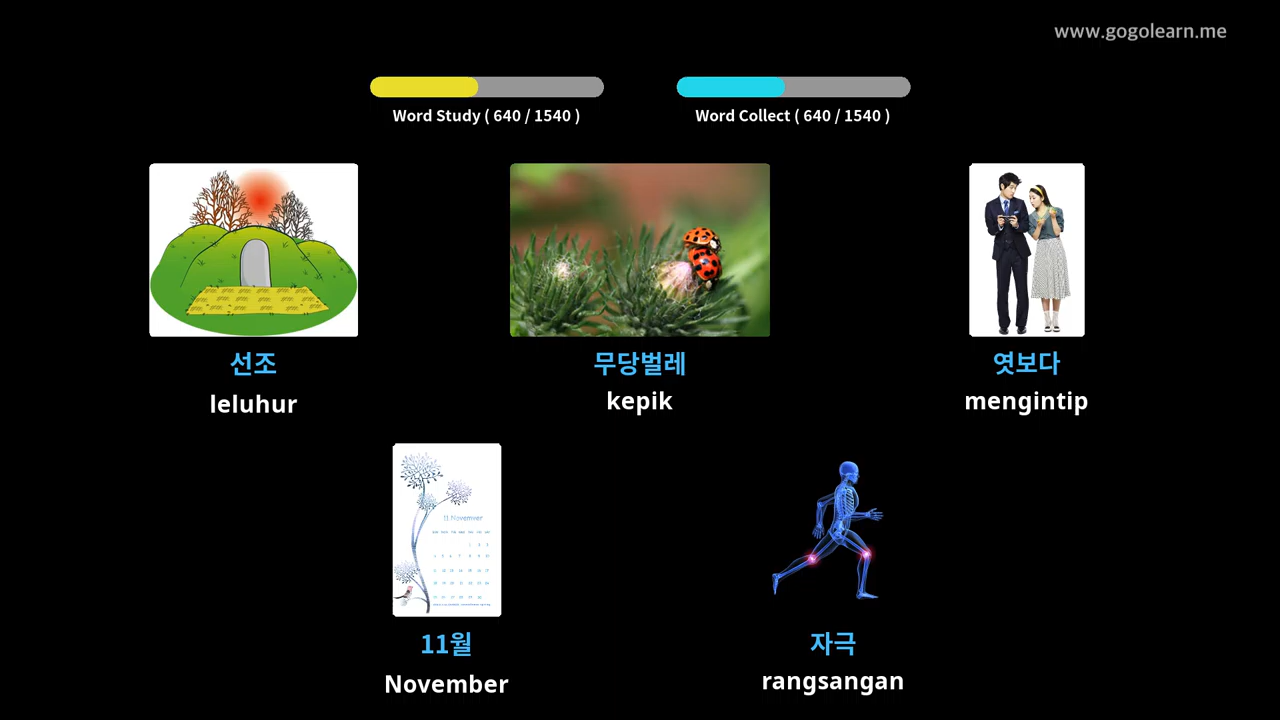 www.gogolearn.me
Word Study ( 640 / 1540 )
Word Collect ( 640 / 1540 )
선조
leluhur
무당벌레
kepik
엿보다
mengintip
11월
November
자극
rangsangan